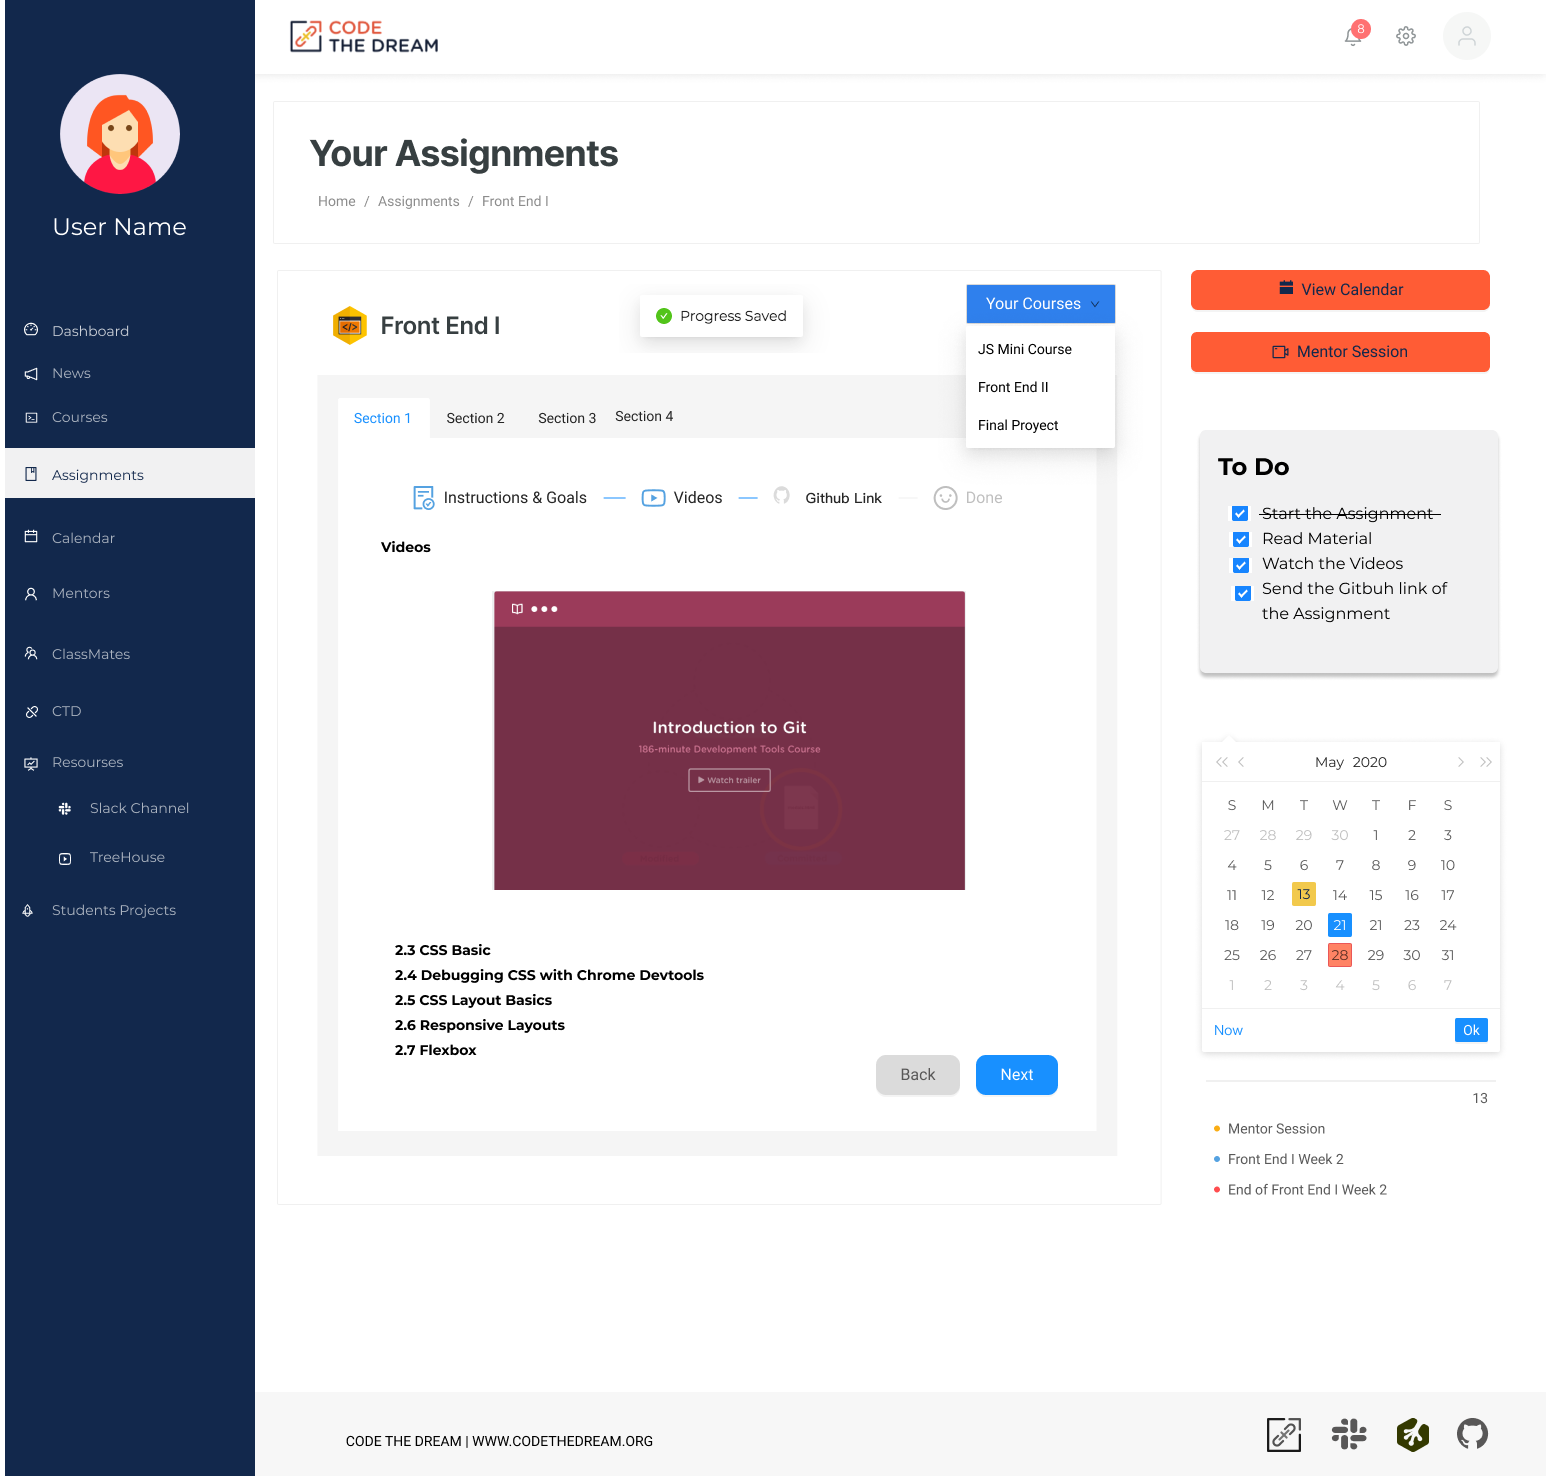 CODE
THE DREAM
8
User Name
Dashboard
News
Courses
Assignments
Calendar
Mentors
ClassMates
CTD
Resourses
Slack Channel
TreeHouse
Students Projects
Your Assignments
Home / Assignments / Front End I
Front End I
Progress Saved
Your Courses
JS Mini Course
Front End II
Final Proyect
Section 1 Section 2 Section 3 Section 4
Instructions & Goals Videos Github Link Done
Videos
Introduction to Git
186-minute Development Tools Course
Watch trailer
2.3 CSS Basic
2.4 Debugging CSS with Chrome Devtools
2.5 CSS Layout Basics
2.6 Responsive Layouts
2.7 Flexbox
Back Next
View Calendar
Mentor Session
To Do
Start the Assignment
Read Material
Watch the Videos
Send the Gitbuh link of
the Assignment
May 2020
S M T W T F S
27 28 29 30 1 2 3
4 5 6 7 8 9 10
11 12 13 14 15 16 17
18 19 20 21 21 23 24
25 26 27 28 29 30 31
1 2 3 4 5 6 7
Now Ok
13
Mentor Session
Front End I Week 2
End of Front End I Week 2
CODE THE DREAM | WWW.CODETHEDREAM.ORG